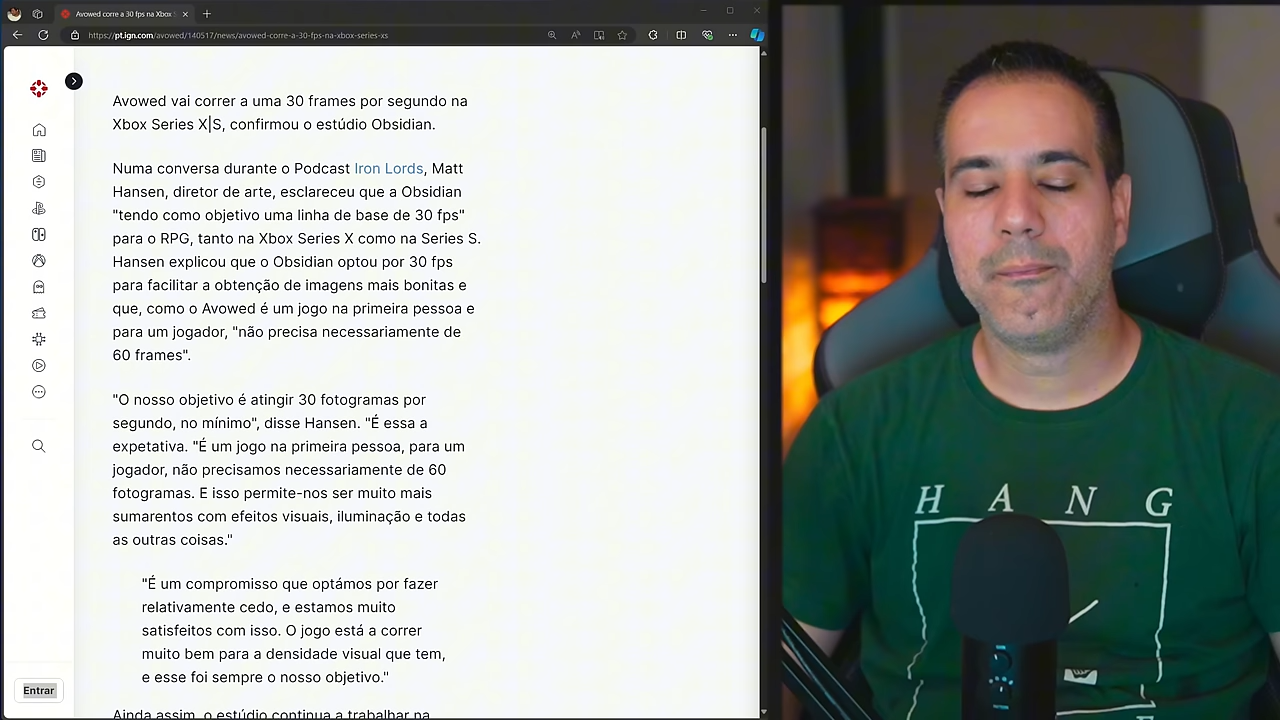 Avowed corre a 30 fps na Xbox S
https://pt.ign.com/avowed/140517/news/avowed-corre-a-30-fps-na-xbox-series-xs
Avowed vai correr a uma 30 frames por segundo na
Xbox Series X|S, confirmou o estúdio Obsidian.
Numa conversa durante o Podcast Iron Lords, Matt
Hansen, diretor de arte, esclareceu que a Obsidian
"tendo como objetivo uma linha de base de 30 fps"
para o RPG, tanto na Xbox Series X como na Series S.
Hansen explicou que o Obsidian optou por 30 fps
para facilitar a obtenção de imagens mais bonitas e
que, como o Avowed é um jogo na primeira pessoa e
para um jogador, "não precisa necessariamente de
60 frames".
"O nosso objetivo é atingir 30 fotogramas por
segundo, no mínimo", disse Hansen. "É essa a
expetativa. "É um jogo na primeira pessoa, para um
jogador, não precisamos necessariamente de 60
fotogramas. E isso permite-nos ser muito mais
sumarentos com efeitos visuais, iluminação e todas
as outras coisas."
"É um compromisso que optámos por fazer
relativamente cedo, e estamos muito
satisfeitos com isso. O jogo está a correr
muito bem para a densidade visual que tem,
e esse foi sempre o nosso objetivo."
Ainda assim, o estúdio continua a trabalhar na
Entrar
HANG